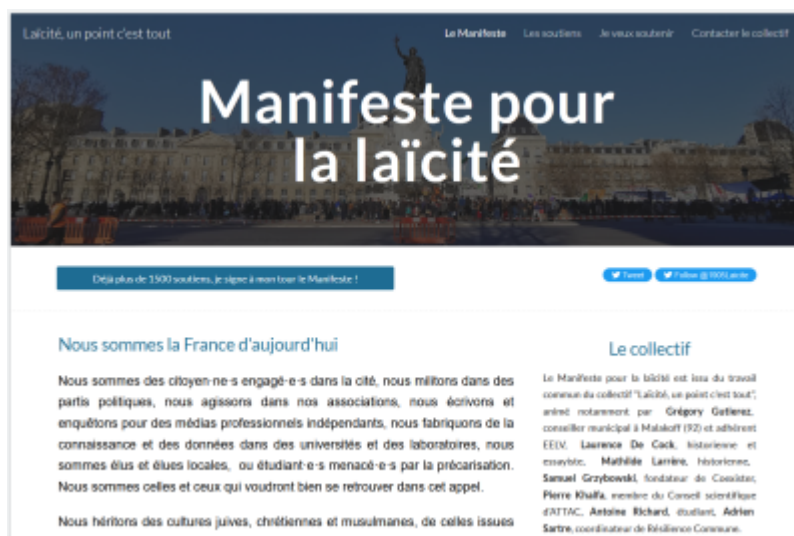 Laïcité, un point c'est tout
Le Manifeste Les soutiens Je veux soutenir Contacter le collectif
Manifeste pour
la laïcité
Déjà plus de 1500 soutiens, je signe à mon tour le Manifeste !
Tweet Follow @1905Laicite
Nous sommes la France d'aujourd'hui
Nous sommes des citoyen·ne·s engagé·e·s dans la cité, nous militons dans des
partis politiques, nous agissons dans nos associations, nous écrivons et
enquêtons pour des médias professionnels indépendants, nous fabriquons de la
connaissance et des données dans des universités et des laboratoires, nous
sommes élus et élues locales, ou étudiant·e·s menacé·e·s par la précarisation.
Nous sommes celles et ceux qui voudront bien se retrouver dans cet appel.
Nous héritons des cultures juives, chrétiennes et musulmanes, de celles issues
Le collectif
Le Manifeste pour la laïcité est issu du travail
commun du collectif "Laïcité, un point c'est tout",
animé notamment par Grégory Gutierez,
conseiller municipal à Malakoff (92) et adhérent
EELV, Laurence De Cock, historienne et
essayiste, Mathilde Larrère, historienne,
Samuel Grzybowski, fondateur de Coexister,
Pierre Khalfa, membre du Conseil scientifique
d'ATTAC, Antoine Richard, étudiant, Adrien
Sartre, coordinateur de Résilience Commune.